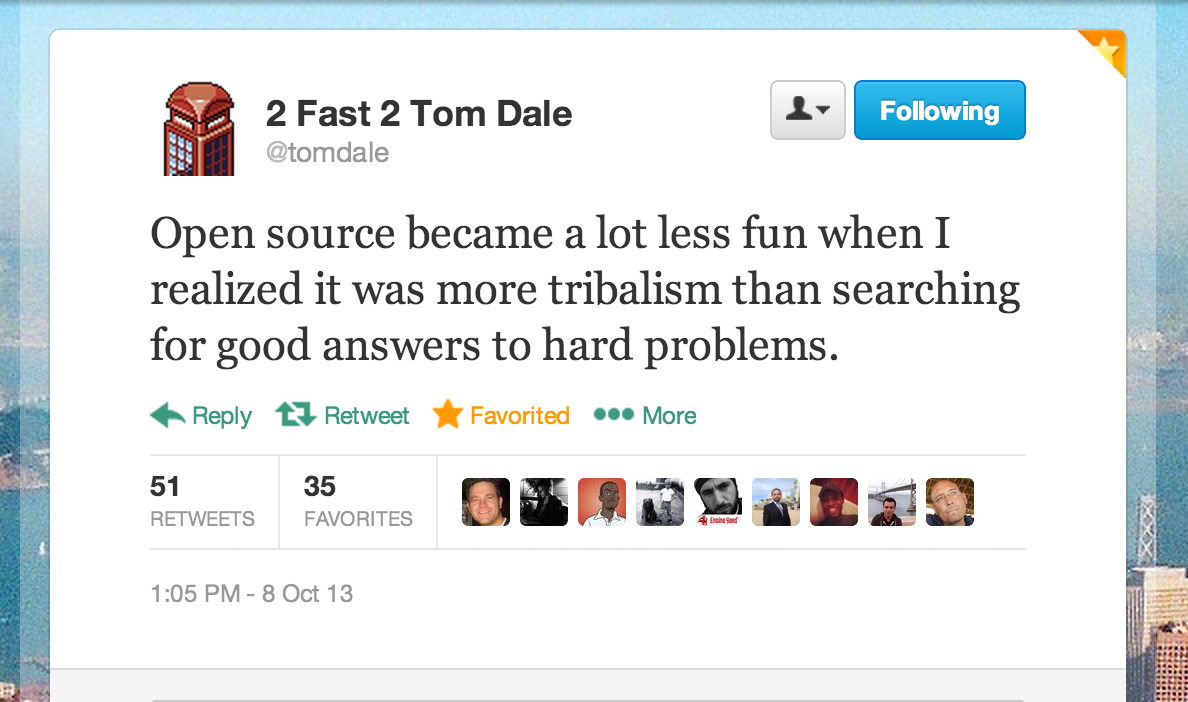 2 Fast 2 Tom Dale
@tomdale
Following
Open source became a lot less fun when I
realized it was more tribalism than searching
for good answers to hard problems.
Reply Retweet Favorited More
51 35
RETWEETS FAVORITES
Engine Yard
1:05 PM - 8 Oct 13